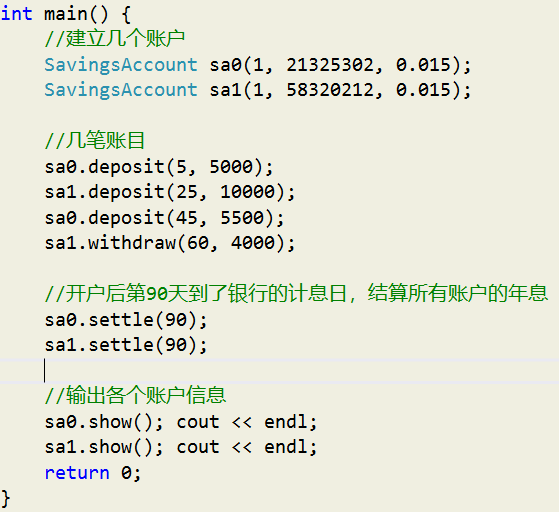 int main() {
//建立几个账户
SavingsAccount sa0(1, 21325302, 0.015);
SavingsAccount sa1(1, 58320212, 0.015);
//几笔账目
sa0.deposit(5, 5000);
sa1.deposit(25, 10000);
sa0.deposit(45, 5500);
sa1.withdraw(60, 4000);
//开户后第90天到了银行的计息日，结算所有账户的年息
sa0.settle(90);
sa1.settle(90);
//输出各个账户信息
sa0.show(); cout << endl;
sa1.show(); cout << endl;
return 0;
}